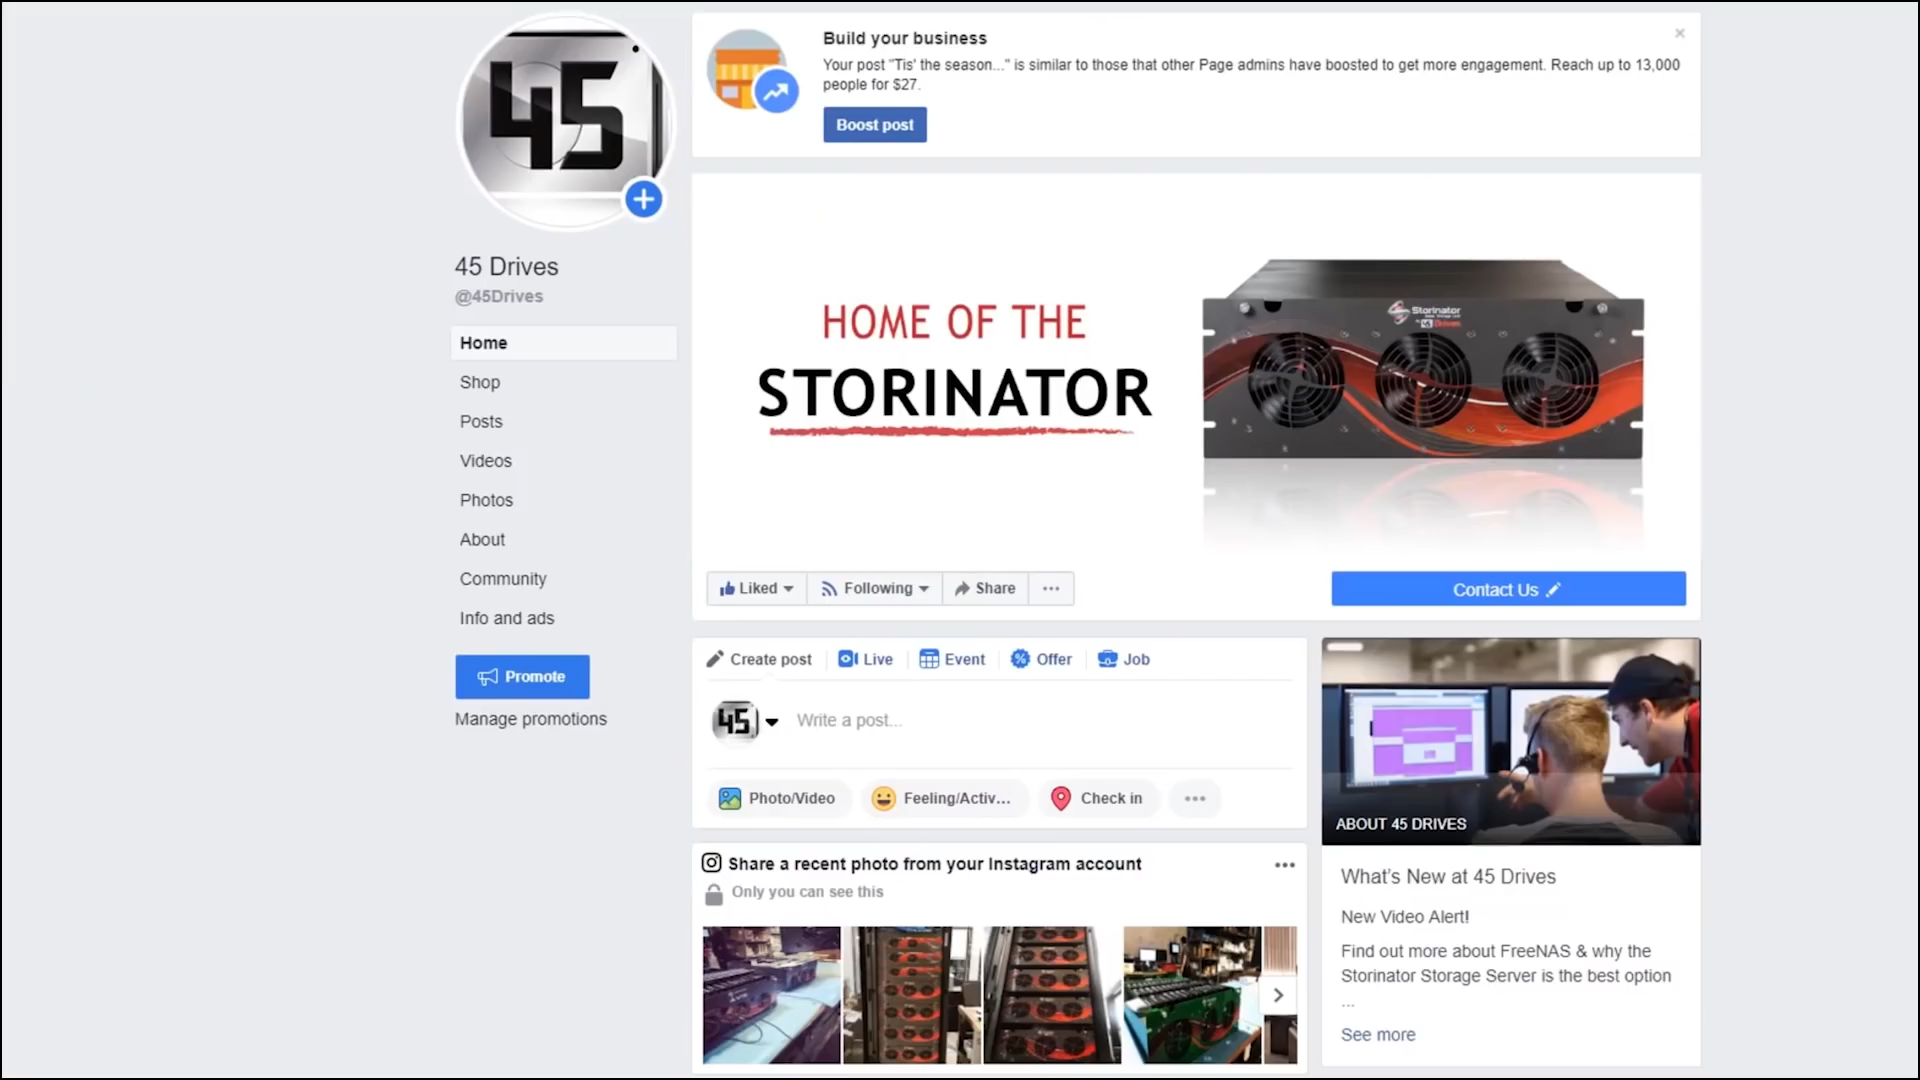 45
45 Drives
@45Drives
Home
Shop
Posts
Videos
Photos
About
Community
Info and ads
Promote
Manage promotions
Build your business
Your post "Tis' the season..." is similar to those that other Page admins have boosted to get more engagement. Reach up to 13,000
people for $27.
Boost post
HOME OF THE
STORINATOR
Storinator
Liked
Following
Share
Contact Us
Create post
Live
Event
Offer
Job
45
Write a post...
Photo/Video
Feeling/Activ...
Check in
Share a recent photo from your Instagram account
Only you can see this
ABOUT 45 DRIVES
What's New at 45 Drives
New Video Alert!
Find out more about FreeNAS & why the
Storinator Storage Server is the best option
...
See more